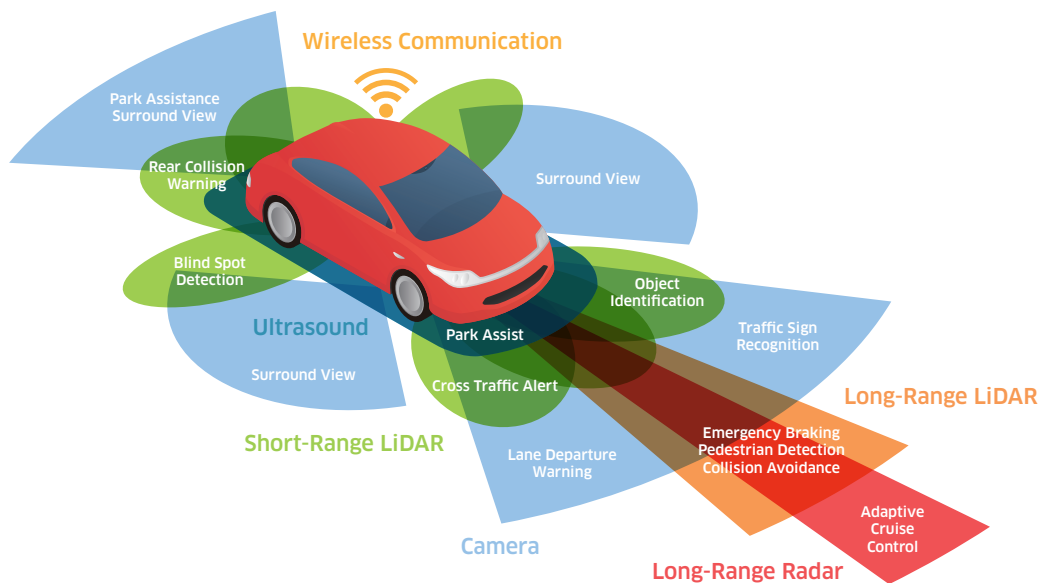 Wireless Communication
Park Assistance
Surround View
Rear Collision
Warning
Surround View
Blind Spot
Detection
Object
Identification
Ultrasound
Park Assist
Traffic Sign
Recognition
Surround View
Cross Traffic Alert
Long-Range LiDAR
Short-Range LiDAR
Emergency Braking
Pedestrian Detection
Collision Avoidance
Lane Departure
Warning
Adaptive
Cruise
Control
Camera
Long-Range Radar